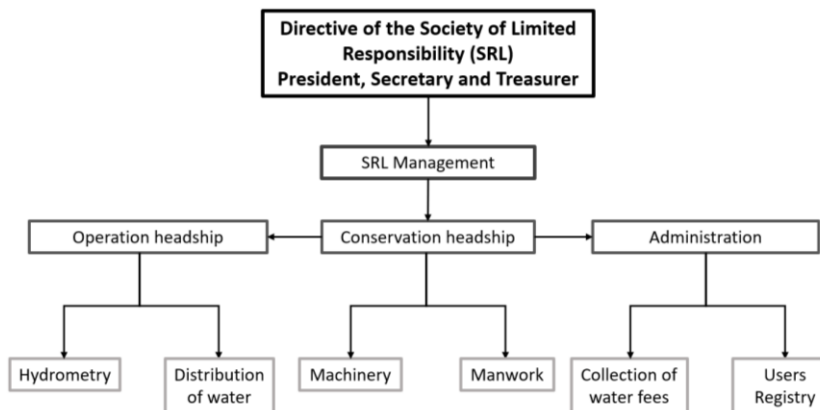 Directive of the Society of Limited
Responsibility (SRL)
President, Secretary and Treasurer
SRL Management
Operation headship
Conservation headship
Administration
Hydrometry
Distribution
of water
Machinery
Manwork
Collection of
water fees
Users
Registry